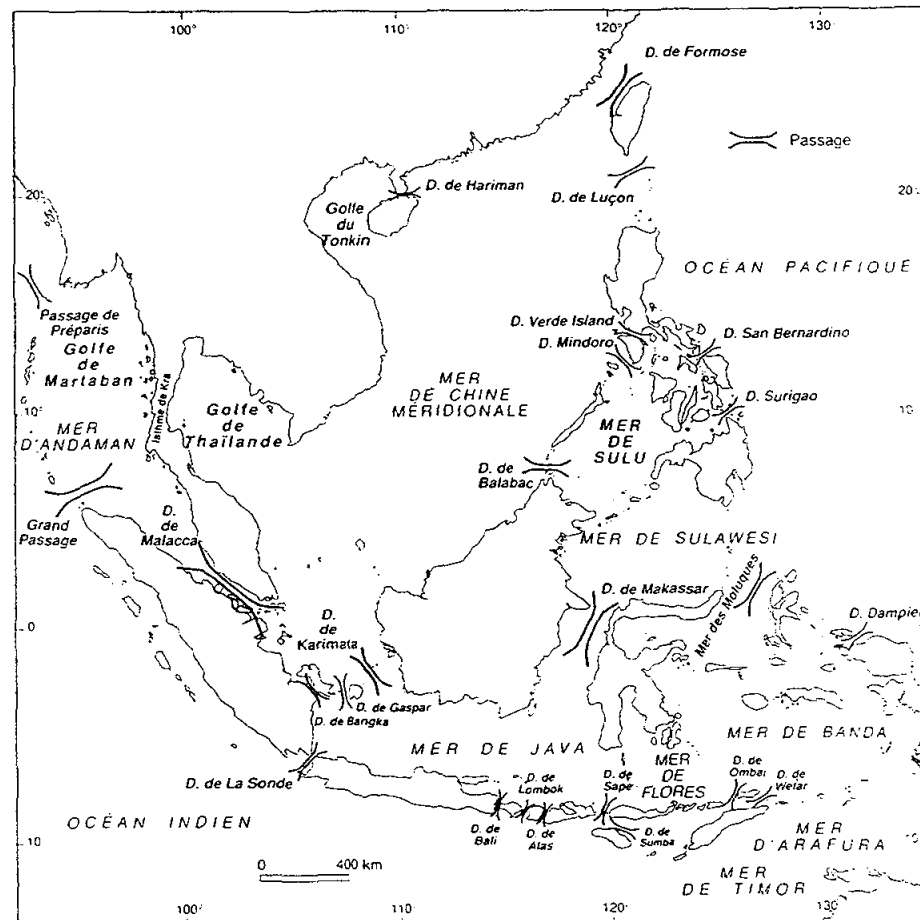 100°
110°
120°
130°
D. de Formose
Passage
D. de Hariman
20°
20°
D. de Luçon
Golfe
du
Tonkin
OCÉAN PACIFIQUE
Passage de
Préparis
D. Verde Island
D. San Bernardino
D. Mindoro
Golfe
de
Martaban
Isthme de Kra
MER
DE CHINE
MÉRIDIONALE
D. Surigao
10°
10°
Golfe
de
Thaïlande
MER
D'ANDAMAN
MER
DE
SULU
D. de
Balabac
Grand
Passage
D.
de
Malacca
MER DE SULAWESI
D. de Makassar
Mer des Moluques
D. Dampier
0
0
D.
de
Karimata
D. de Gaspar
D. de Bangka
MER DE JAVA
MER DE BANDA
D. de La Sonde
D. de
Lombok
D. de
Sape
MER
DE
FLORES
D. de
Ombai
D. de
Wetar
OCÉAN INDIEN
D. de
Bali
D. de
Alas
D. de
Sumba
MER
D'ARAFURA
10
10
0 400 km
MER
DE TIMOR
100°
110°
120°
130°